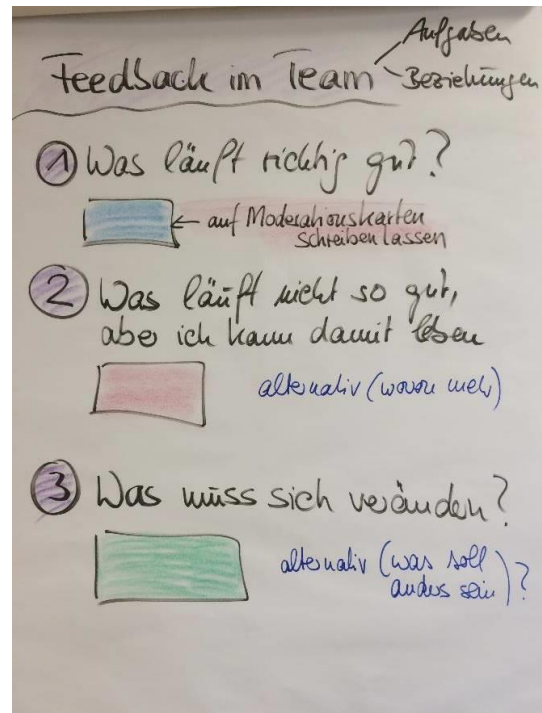 Feedback im Team
Aufgaben
Beziehungen
1 Was läuft richtig gut?
← auf Moderationskarten
schreiben lassen
2 Was läuft nicht so gut,
aber ich kann damit leben
alternativ (wovon mehr)
3 Was muss sich verändern?
alternativ (was soll
anders sein)?